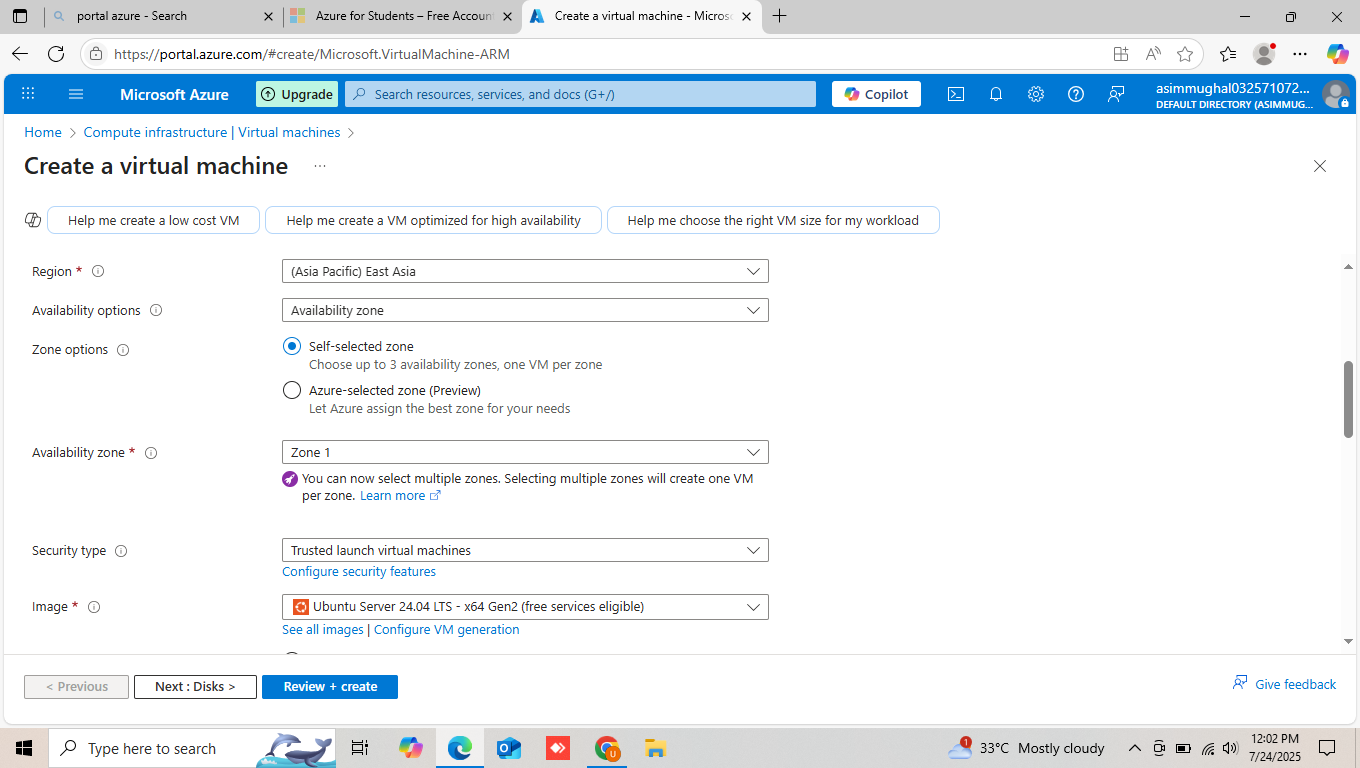 portal azure - Search
Azure for Students – Free Accoun
Create a virtual machine - Micros
https://portal.azure.com/#create/Microsoft.VirtualMachine-ARM
Microsoft Azure
Upgrade
Search resources, services, and docs (G+/)
Copilot
asimmughal032571072...
DEFAULT DIRECTORY (ASIMMUG...
Home > Compute infrastructure | Virtual machines >
Create a virtual machine ...
Help me create a low cost VM
Help me create a VM optimized for high availability
Help me choose the right VM size for my workload
Region *
(Asia Pacific) East Asia
Availability options
Availability zone
Zone options
Self-selected zone
Choose up to 3 availability zones, one VM per zone
Azure-selected zone (Preview)
Let Azure assign the best zone for your needs
Availability zone *
Zone 1
You can now select multiple zones. Selecting multiple zones will create one VM
per zone. Learn more
Security type
Trusted launch virtual machines
Configure security features
Image *
Ubuntu Server 24.04 LTS - x64 Gen2 (free services eligible)
See all images | Configure VM generation
< Previous
Next : Disks >
Review + create
Give feedback
Type here to search
1
33°C Mostly cloudy
12:02 PM
7/24/2025